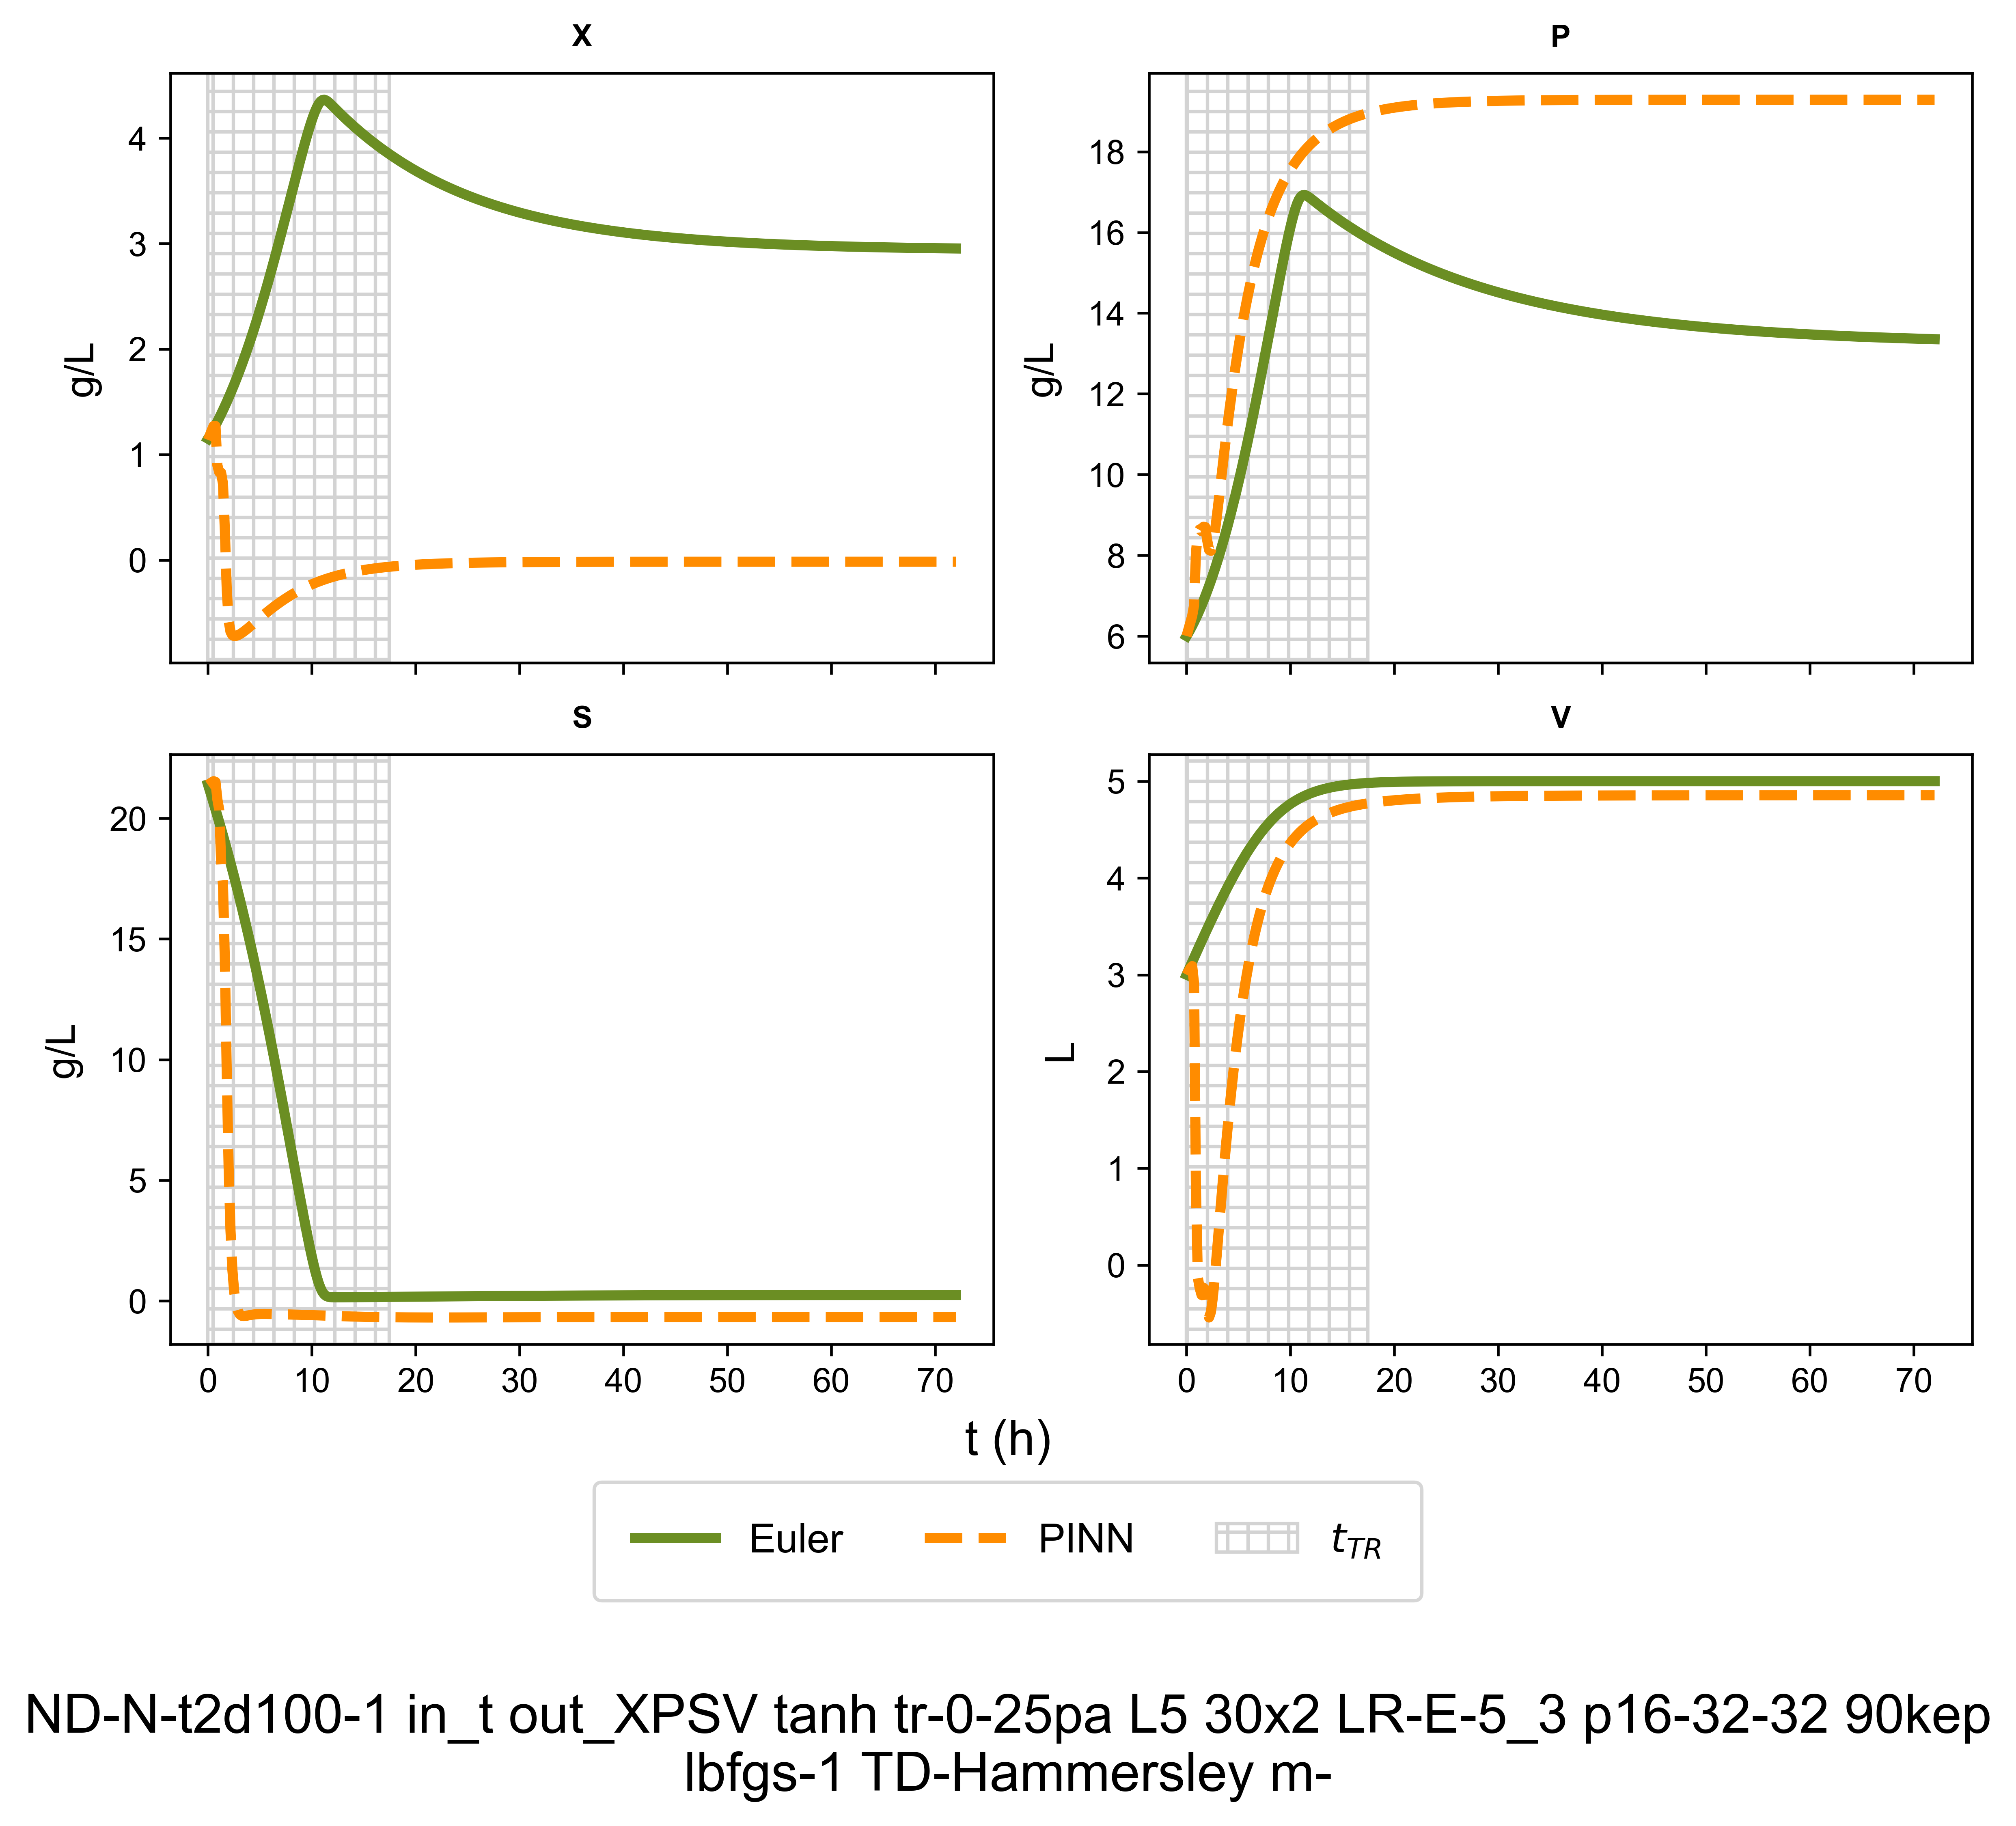 X
P
4
3
2
1
0
g/L
18
16
14
12
10
8
6
g/L
S
V
20
15
10
5
0
g/L
0 10 20 30 40 50 60 70
5
4
3
2
1
0
L
0 10 20 30 40 50 60 70
t (h)
Euler PINN t_TR
ND-N-t2d100-1 in_t out_XPSV tanh tr-0-25pa L5 30x2 LR-E-5_3 p16-32-32 90kep
lbfgs-1 TD-Hammersley m-